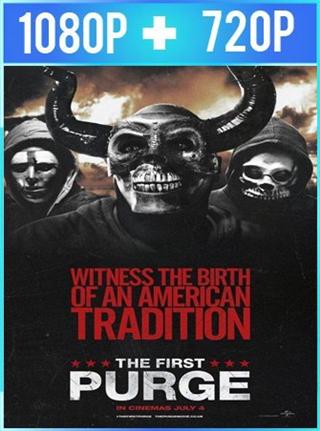 1080P + 720P
WITNESS THE BIRTH
OF AN AMERICAN
TRADITION
★★★ THE FIRST ★★★
PURGE
IN CINEMAS JULY 4